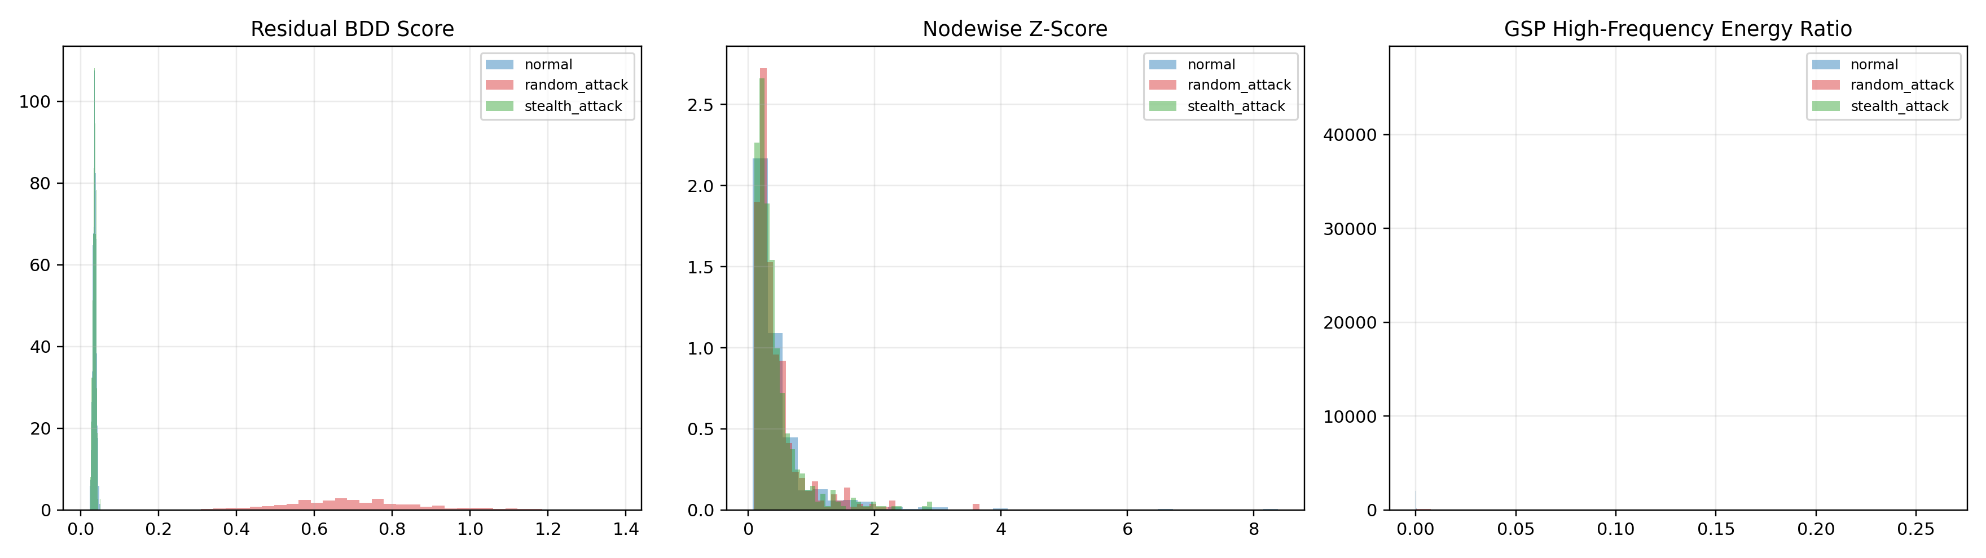 Residual BDD Score
normal
random_attack
stealth_attack
100
80
60
40
20
0
0.0 0.2 0.4 0.6 0.8 1.0 1.2 1.4
Nodewise Z-Score
normal
random_attack
stealth_attack
2.5
2.0
1.5
1.0
0.5
0.0
0 2 4 6 8
GSP High-Frequency Energy Ratio
normal
random_attack
stealth_attack
40000
30000
20000
10000
0
0.00 0.05 0.10 0.15 0.20 0.25